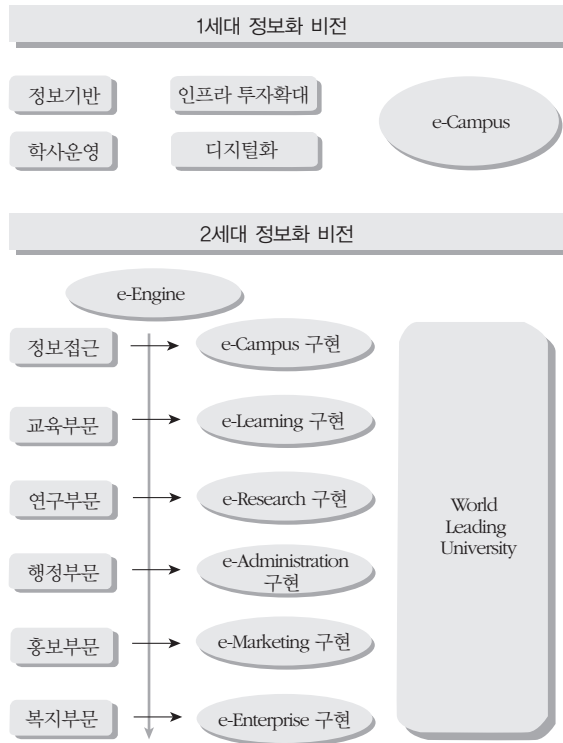 1세대 정보화 비전
정보기반
인프라 투자확대
e-Campus
학사운영
디지털화
2세대 정보화 비전
e-Engine
정보접근
e-Campus 구현
교육부문
e-Learning 구현
연구부문
e-Research 구현
World
Leading
University
행정부문
e-Administration
구현
홍보부문
e-Marketing 구현
복지부문
e-Enterprise 구현